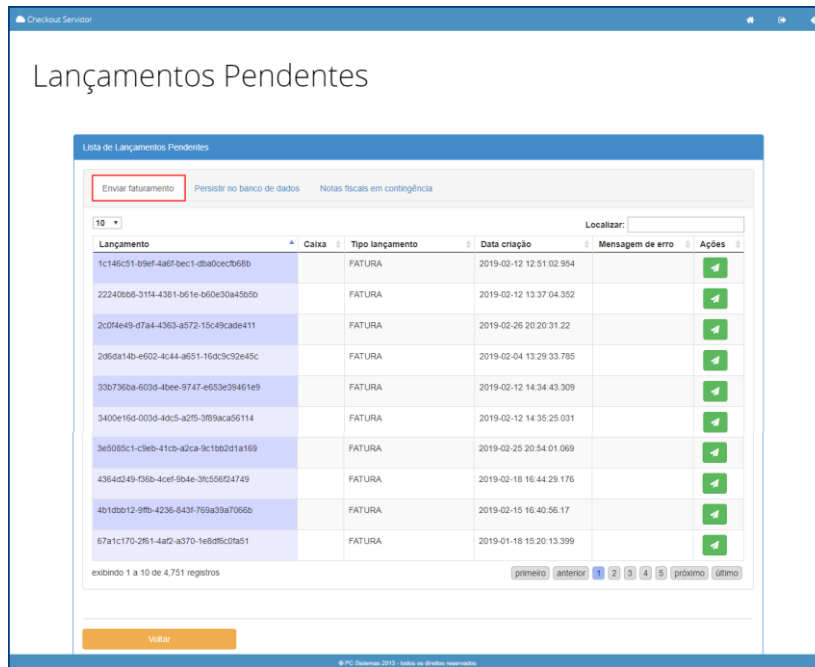 Checkout Servidor
Lançamentos Pendentes
Lista de Lançamentos Pendentes
Enviar faturamento Persistir no banco de dados Notas fiscais em contingência
10 Localizar:
Lançamento Caixa Tipo lançamento Data criação Mensagem de erro Ações
1c146c51-b9ef-4a6f-bec1-dba0cecfb68b FATURA 2019-02-12 12:51:02.954
22240bb8-31f4-4381-b61e-b60e30a45b5b FATURA 2019-02-12 13:37:04.352
2c0f4e49-d7a4-4363-a572-15c49cade411 FATURA 2019-02-26 20:20:31.22
2d6da14b-e602-4c44-a651-16dc9c92e45c FATURA 2019-02-04 13:29:33.785
33b736ba-603d-4bee-9747-e653e39461e9 FATURA 2019-02-12 14:34:43.309
3400e16d-003d-4dc5-a2f5-3f89aca56114 FATURA 2019-02-12 14:35:25.031
3e5085c1-c9eb-41cb-a2ca-9c1bb2d1a169 FATURA 2019-02-25 20:54:01.069
4364d249-f36b-4cef-9b4e-3fc556f24749 FATURA 2019-02-18 16:44:29.176
4b1dbb12-9ffb-4236-843f-769a39a7066b FATURA 2019-02-15 16:40:56.17
67a1c170-2f61-4af2-a370-1e8df6c0fa51 FATURA 2019-01-18 15:20:13.399
exibindo 1 a 10 de 4,751 registros primeiro anterior 1 2 3 4 5 próximo último
Voltar
© PC Sistemas 2013 - todos os direitos reservados